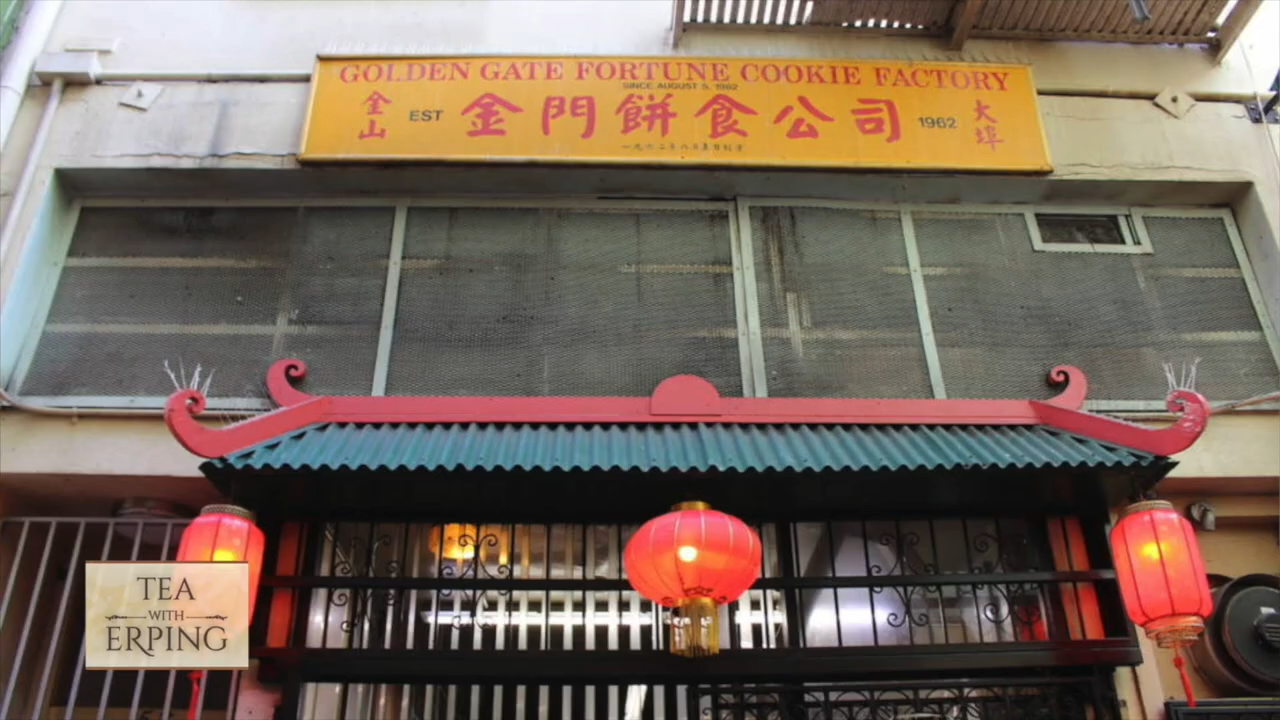 GOLDEN GATE FORTUNE COOKIE FACTORY
SINCE AUGUST 5, 1962
金山
EST
金門餅食公司
1962
大埠
TEA
WITH
ERPING